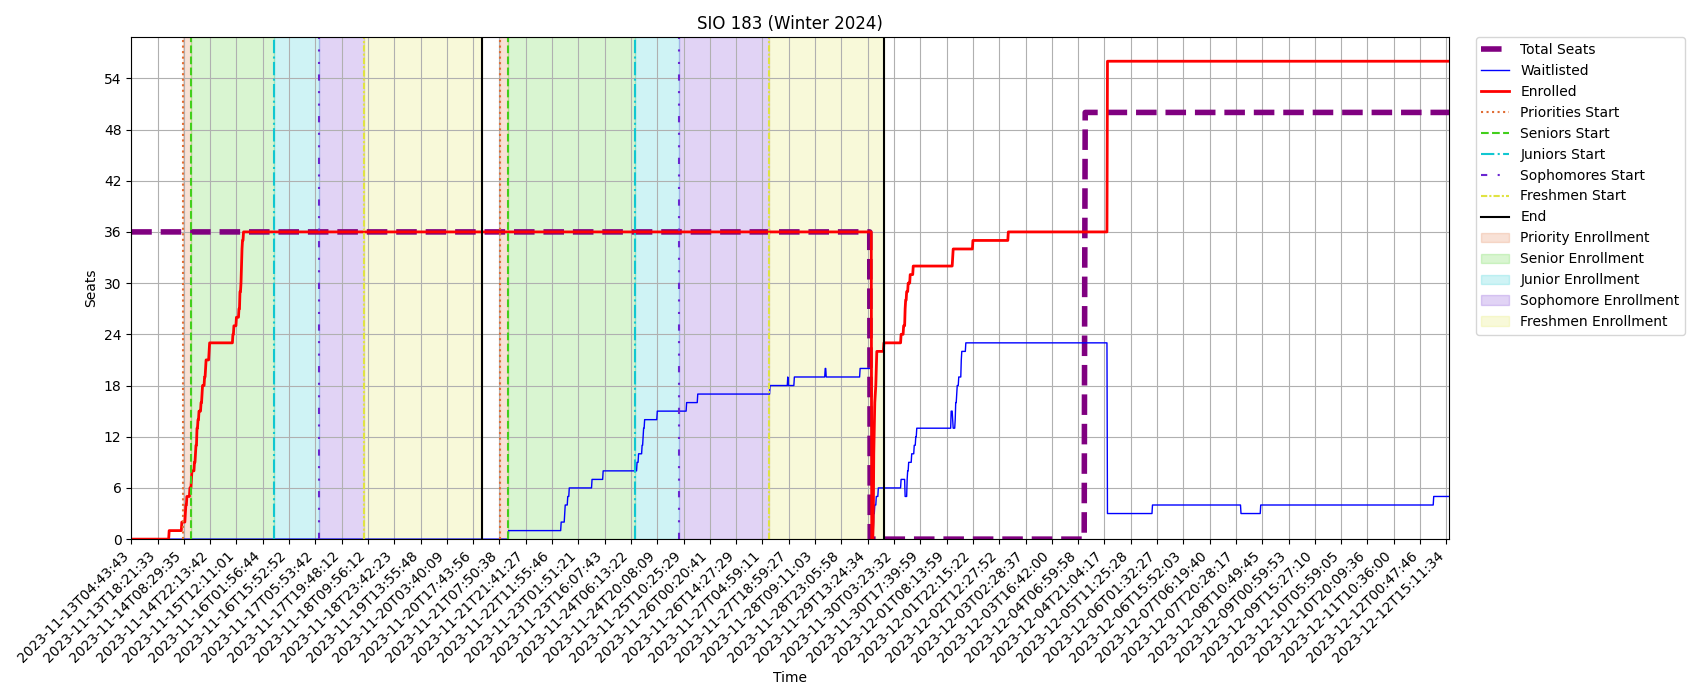 SIO 183 (Winter 2024)
Total Seats
Waitlisted
Enrolled
Priorities Start
Seniors Start
Juniors Start
Sophomores Start
Freshmen Start
End
Priority Enrollment
Senior Enrollment
Junior Enrollment
Sophomore Enrollment
Freshmen Enrollment
Seats
54
48
42
36
30
24
18
12
6
0
2023-11-13T04:43:43
2023-11-13T18:21:33
2023-11-14T08:29:35
2023-11-14T22:13:42
2023-11-15T12:11:01
2023-11-16T01:56:44
2023-11-16T15:52:52
2023-11-17T05:53:42
2023-11-17T19:48:12
2023-11-18T09:56:12
2023-11-18T23:42:23
2023-11-19T13:55:48
2023-11-20T03:40:09
2023-11-20T17:43:56
2023-11-21T07:50:38
2023-11-21T21:41:27
2023-11-22T11:55:46
2023-11-23T01:51:21
2023-11-23T16:07:43
2023-11-24T06:13:22
2023-11-24T20:08:09
2023-11-25T10:25:29
2023-11-26T00:20:41
2023-11-26T14:27:29
2023-11-27T04:59:11
2023-11-27T18:59:27
2023-11-28T09:11:03
2023-11-28T23:05:58
2023-11-29T13:24:34
2023-11-30T03:23:32
2023-11-30T17:39:59
2023-12-01T08:13:59
2023-12-01T22:15:22
2023-12-02T12:27:52
2023-12-03T02:28:37
2023-12-03T16:42:00
2023-12-04T06:59:58
2023-12-04T21:04:17
2023-12-05T11:25:28
2023-12-06T01:32:27
2023-12-06T15:52:03
2023-12-07T06:19:40
2023-12-07T20:28:17
2023-12-08T10:49:45
2023-12-09T00:59:53
2023-12-09T15:27:10
2023-12-10T05:59:05
2023-12-10T20:09:36
2023-12-11T10:36:00
2023-12-12T00:47:46
2023-12-12T15:11:34
Time